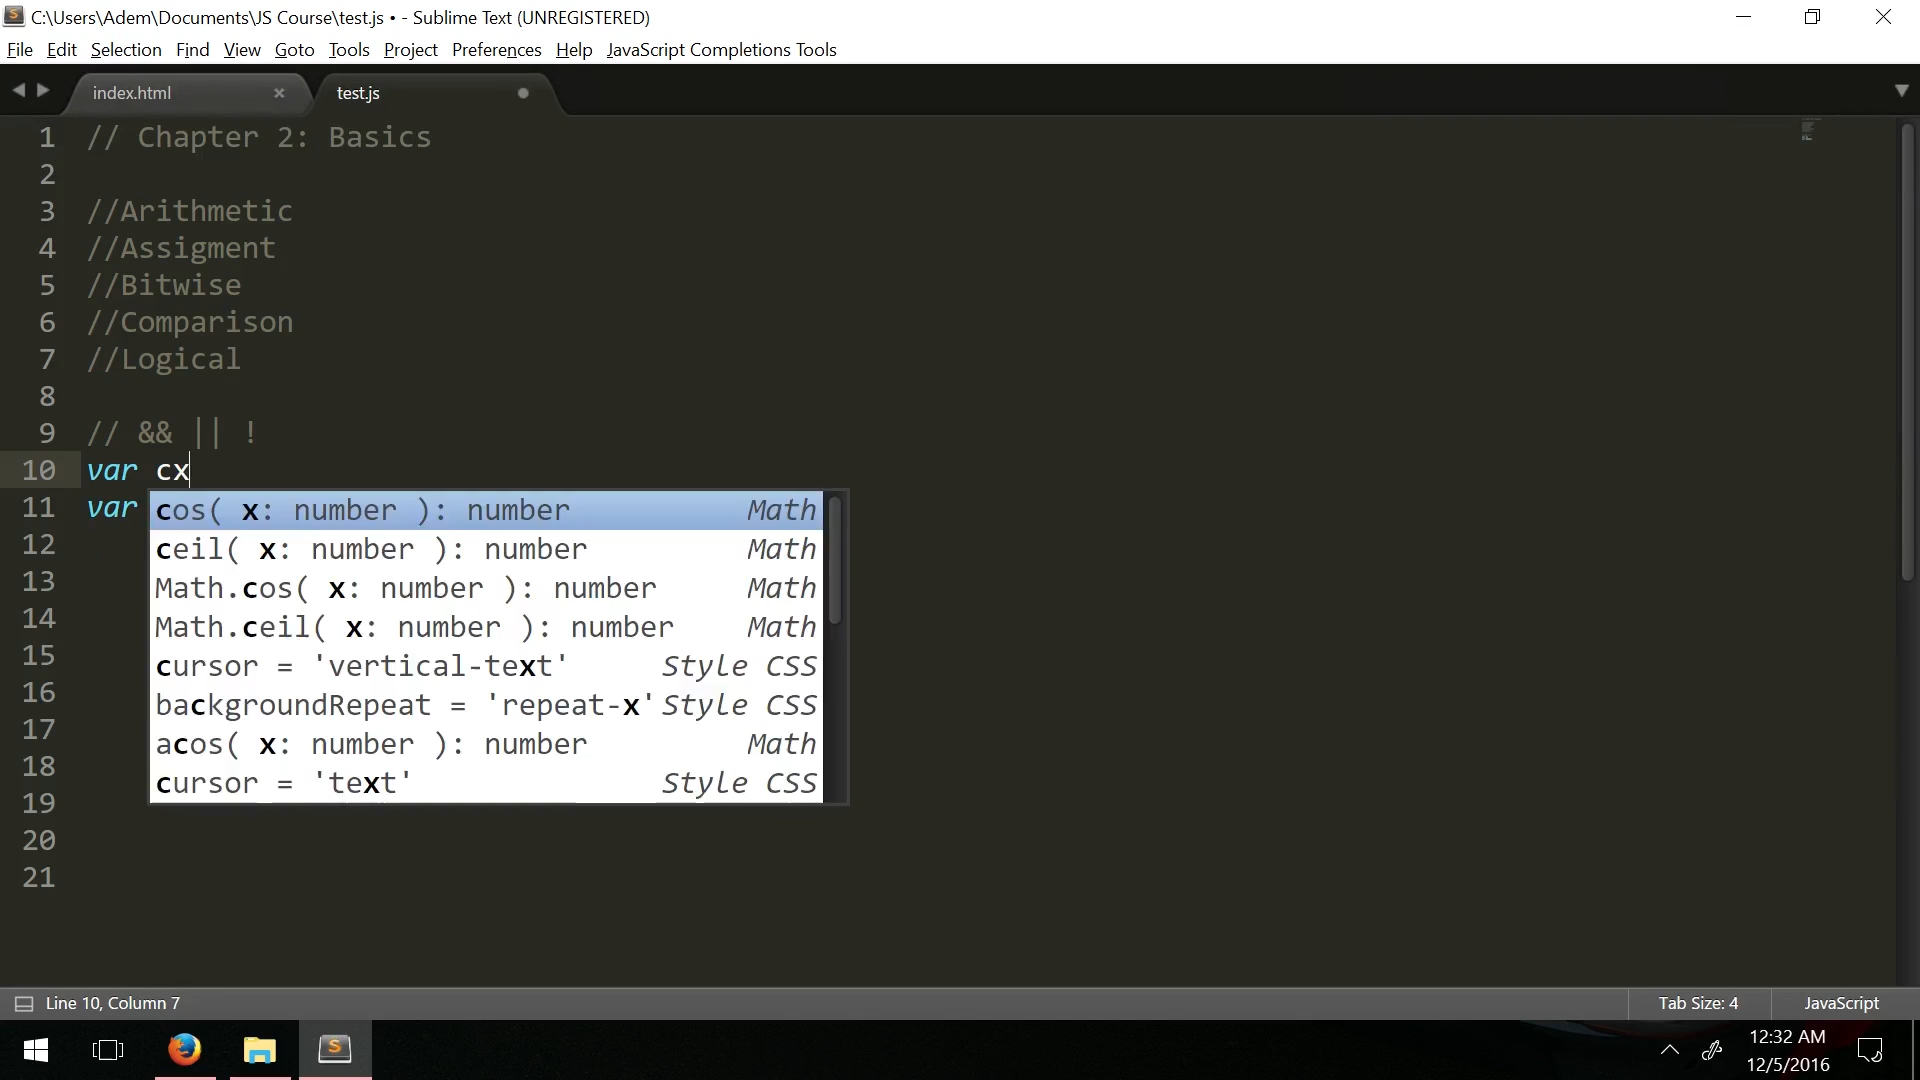 C:\Users\Adem\Documents\JS Course\test.js • - Sublime Text (UNREGISTERED)
File Edit Selection Find View Goto Tools Project Preferences Help JavaScript Completions Tools
index.html × test.js
1 // Chapter 2: Basics
2
3 //Arithmetic
4 //Assigment
5 //Bitwise
6 //Comparison
7 //Logical
8
9 // && || !
10 var cx
11 var
12
13
14
15
16
17
18
19
20
21
cos( x: number ): number Math
ceil( x: number ): number Math
Math.cos( x: number ): number Math
Math.ceil( x: number ): number Math
cursor = 'vertical-text' Style CSS
backgroundRepeat = 'repeat-x' Style CSS
acos( x: number ): number Math
cursor = 'text' Style CSS
Line 10, Column 7 Tab Size: 4 JavaScript
12:32 AM
12/5/2016